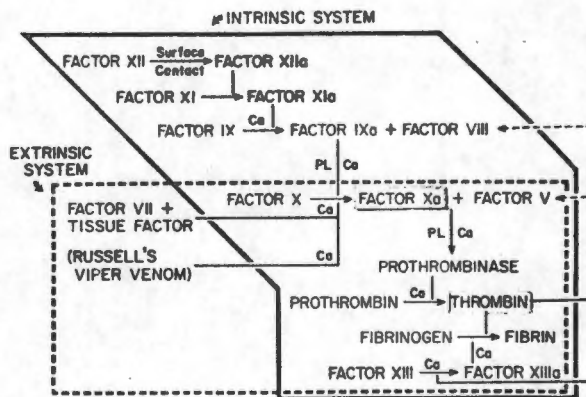 INTRINSIC SYSTEM
FACTOR XII Surface Contact FACTOR XIIa
FACTOR XI FACTOR XIa
FACTOR IX Ca FACTOR IXa + FACTOR VIII
EXTRINSIC SYSTEM
PL Ca
FACTOR X FACTOR Xa + FACTOR V
FACTOR VII + TISSUE FACTOR
Ca
PL Ca
(RUSSELL'S VIPER VENOM)
Ca
PROTHROMBINASE
PROTHROMBIN Ca THROMBIN
FIBRINOGEN FIBRIN
Ca
FACTOR XIII Ca FACTOR XIIIa